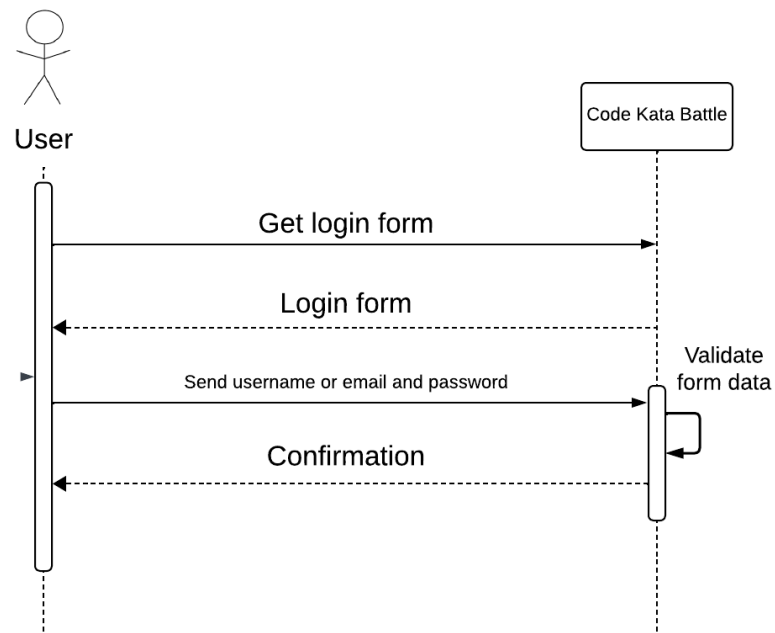 Code Kata Battle
User
Get login form
Login form
Validate
form data
Send username or email and password
Confirmation